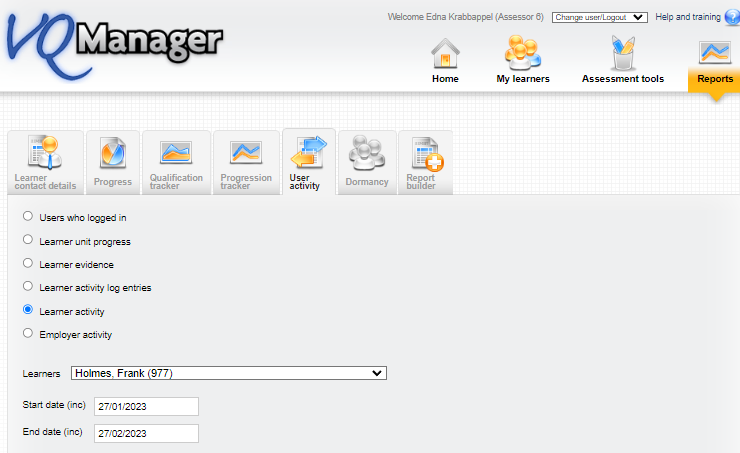 VQManager
Welcome Edna Krabbappel (Assessor 6)
Change user/Logout
Help and training
?
Home
My learners
Assessment tools
Reports
Learner
contact details
Progress
Qualification
tracker
Progression
tracker
User
activity
Dormancy
Report
builder
Users who logged in
Learner unit progress
Learner evidence
Learner activity log entries
Learner activity
Employer activity
Learners Holmes, Frank (977)
Start date (inc) 27/01/2023
End date (inc) 27/02/2023